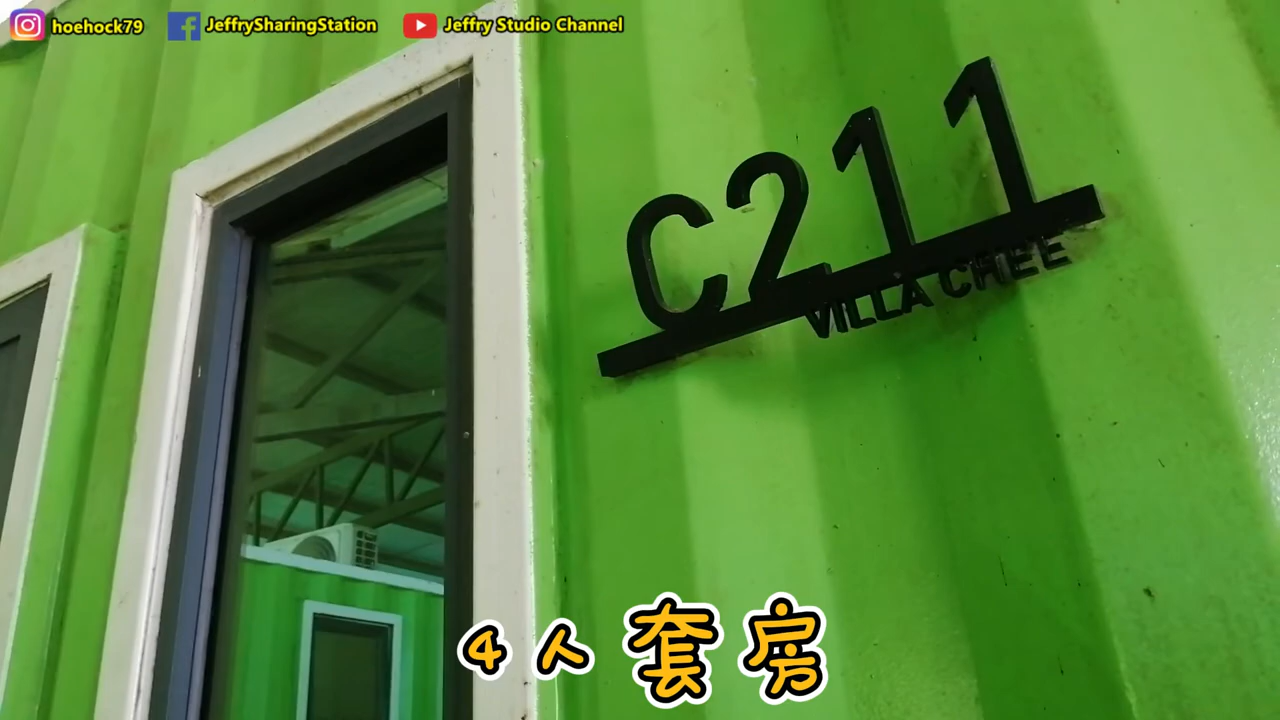 hoehock79 JeffrySharingStation Jeffry Studio Channel
C211
VILLA CHEE
4人套房